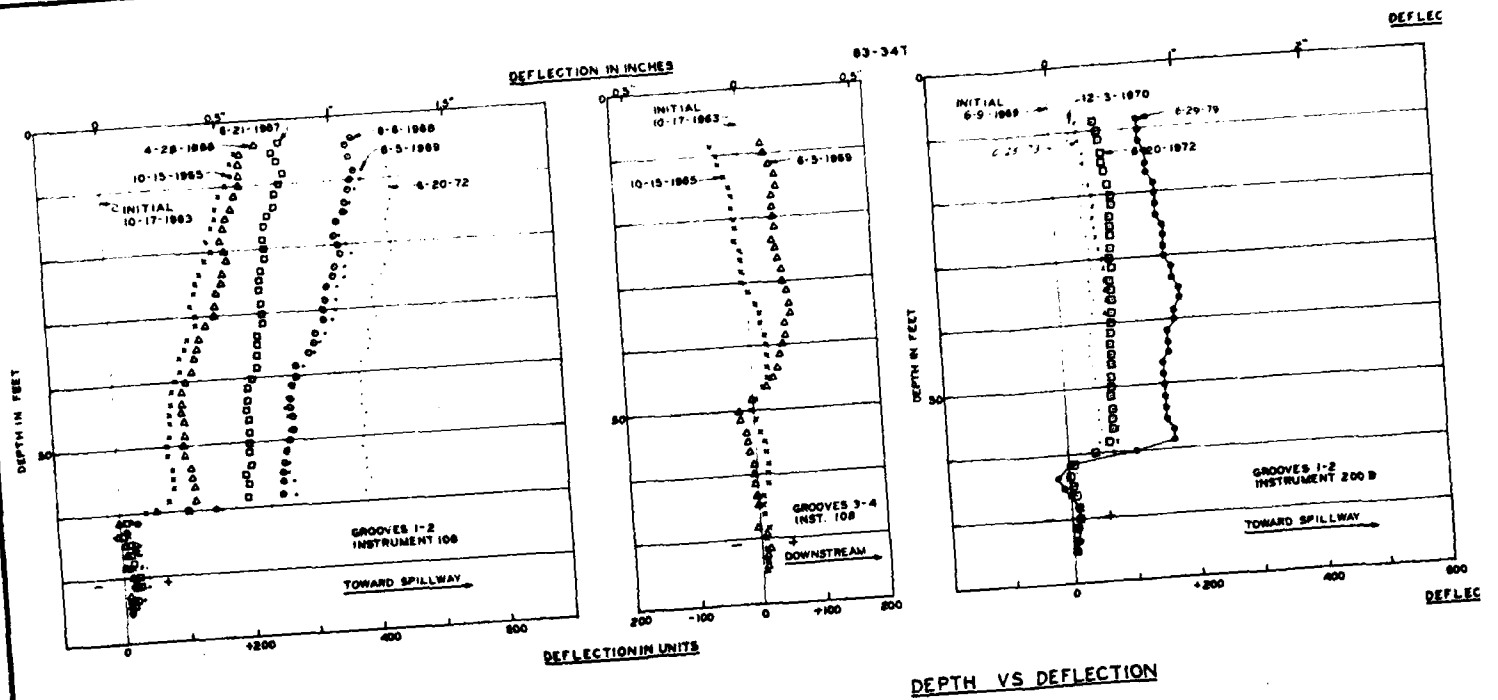 DEFLEC
83-34T
DEFLECTION IN INCHES
0 0.5" 1" 1.5"
0
6-21-1967
8-6-1968
4-28-1966
6-5-1969
10-15-1965
6-20-72
INITIAL
10-17-1963
DEPTH IN FEET
50
GROOVES 1-2
- +
TOWARD SPILLWAY
0 +200 600
0.5" 0 0.5"
0
INITIAL
10-17-1963
6-5-1969
10-15-1965
50
GROOVES 3-4
INST. 108
- +
DOWNSTREAM
200 -100 0 +100 200
DEFLECTION IN UNITS
0 1" 2"
0
INITIAL
6-9-1969
12-3-1970
6-29-79
6-20-1972
DEPTH IN FEET
50
GROOVES 1-2
INSTRUMENT 200 B
- +
TOWARD SPILLWAY
0 +200 400 600
DEFLEC
DEPTH VS DEFLECTION